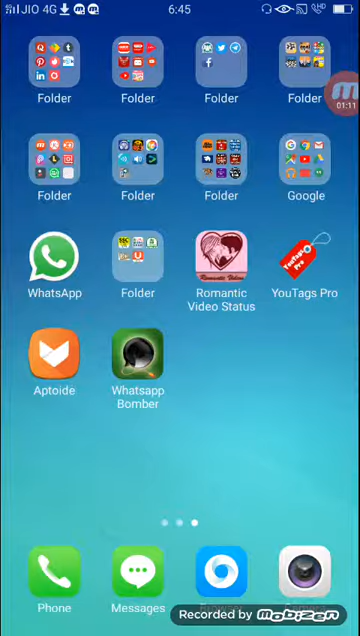 JIO 4G 6:45
Folder Folder Folder Folder
01:11
Folder Folder Folder Google
WhatsApp Folder Romantic Video Status YouTags Pro
Aptoide Whatsapp Bomber
Phone Messages
Recorded by mobizen